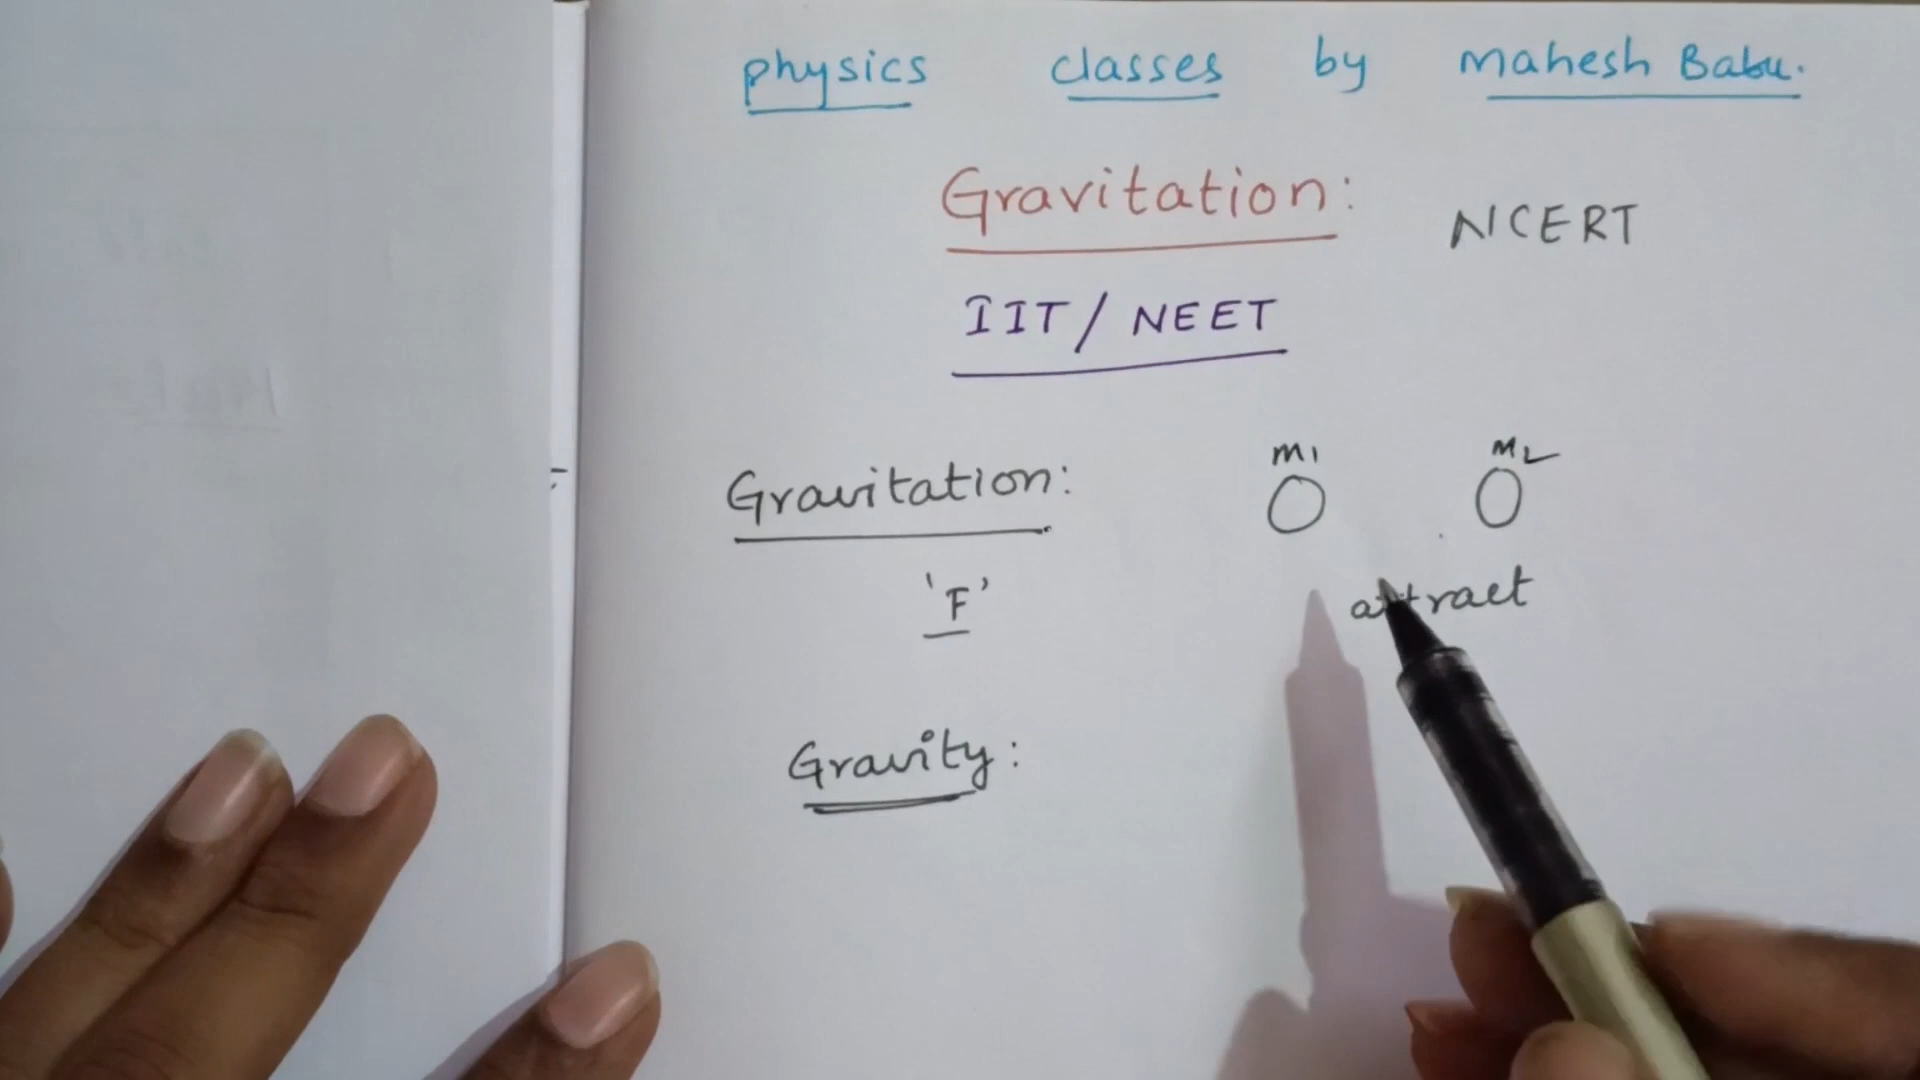 physics classes by mahesh Babu.
Gravitation:
NCERT
IIT / NEET
Gravitation:
m1 M2
'F'
attract
Gravity: